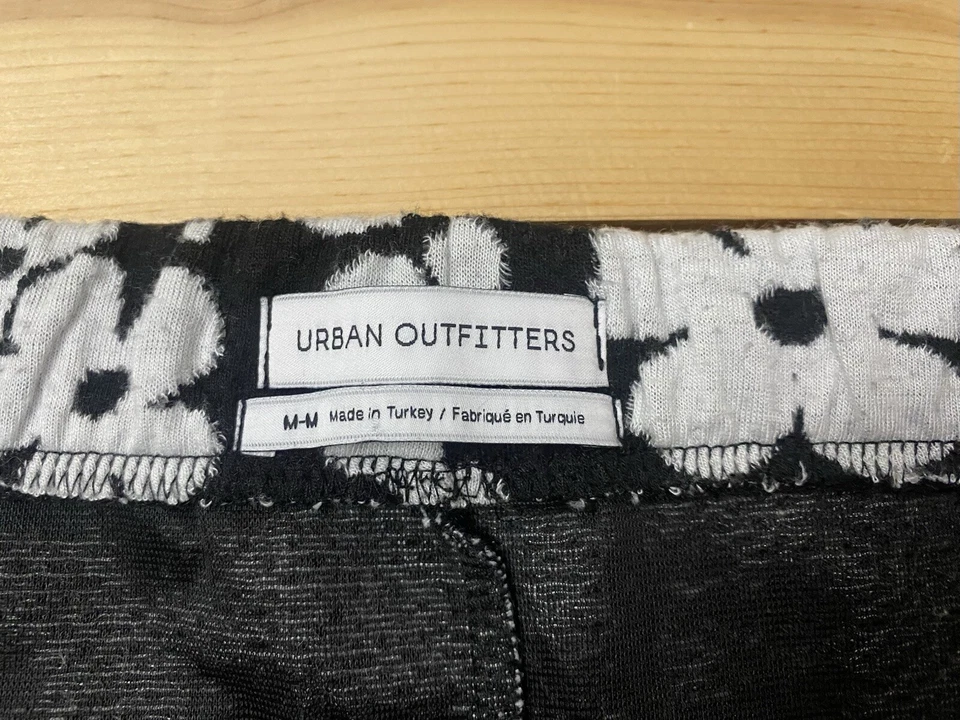 URBAN OUTFITTERS
M-M Made in Turkey / Fabriqué en Turquie